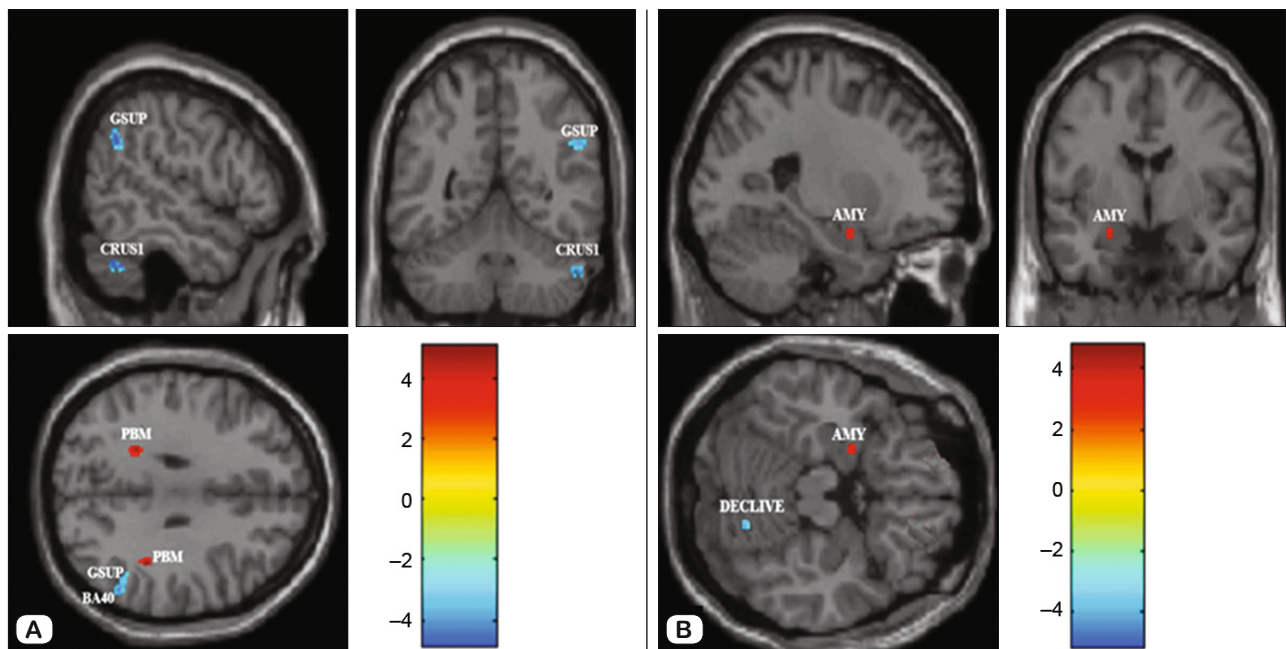 GSUP
CRUS1
GSUP
CRUS1
PBM
PBM
GSUP
BA40
4
2
0
–2
–4
A
AMY
AMY
AMY
DECLIVE
4
2
0
–2
–4
B